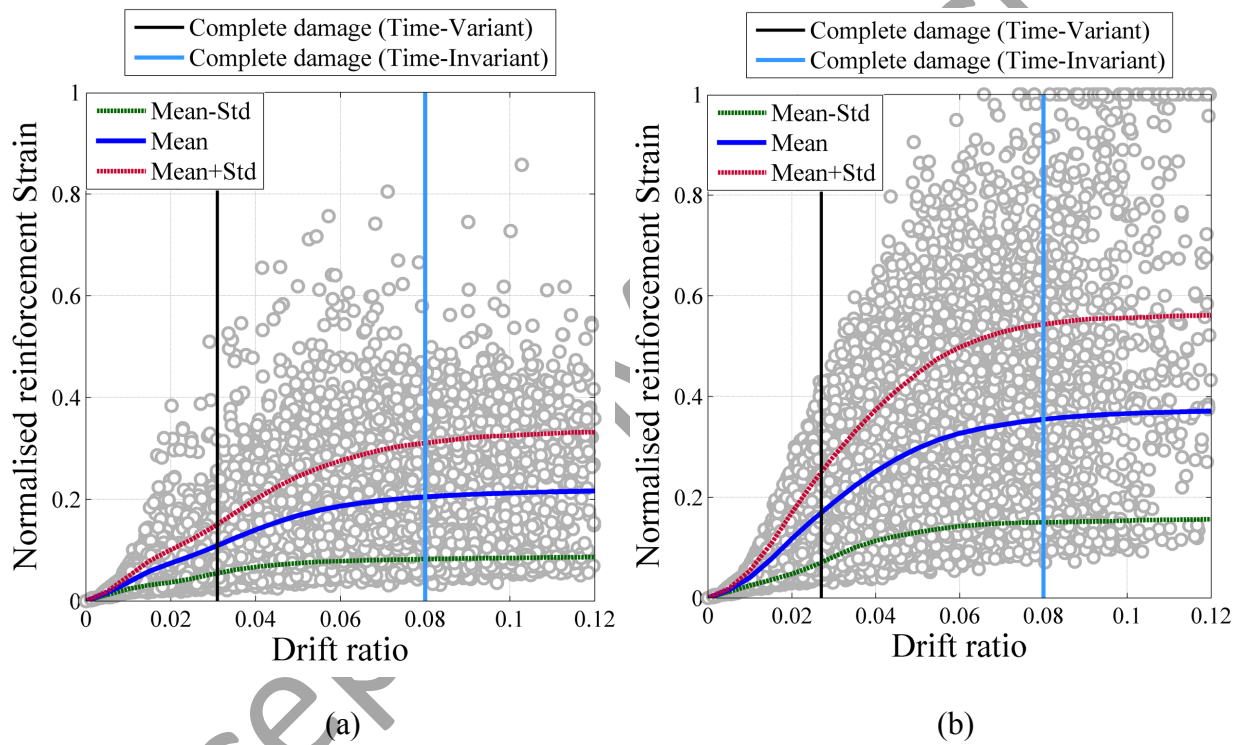 Complete damage (Time-Variant)
Complete damage (Time-Invariant)
Mean-Std
Mean
Mean+Std
Normalised reinforcement Strain
1
0.8
0.6
0.4
0.2
0
0 0.02 0.04 0.06 0.08 0.1 0.12
Drift ratio
(a)
Complete damage (Time-Variant)
Complete damage (Time-Invariant)
Mean-Std
Mean
Mean+Std
Normalised reinforcement Strain
1
0.8
0.6
0.4
0.2
0
0 0.02 0.04 0.06 0.08 0.1 0.12
Drift ratio
(b)